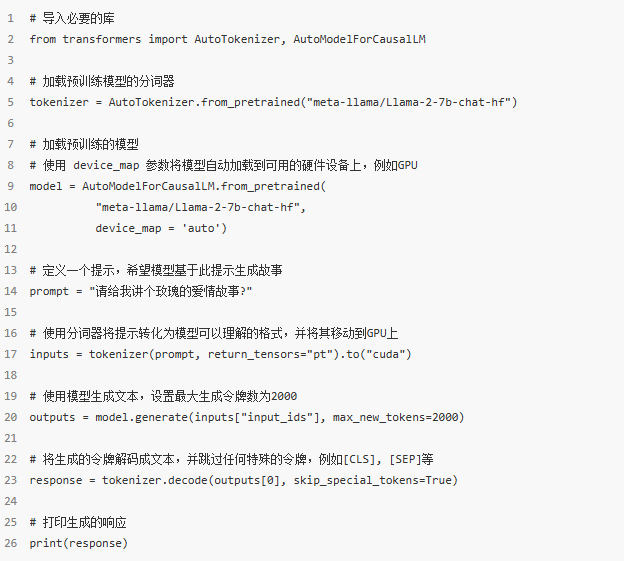 1 # 导入必要的库
2 from transformers import AutoTokenizer, AutoModelForCausalLM
3
4 # 加载预训练模型的分词器
5 tokenizer = AutoTokenizer.from_pretrained("meta-llama/Llama-2-7b-chat-hf")
6
7 # 加载预训练的模型
8 # 使用 device_map 参数将模型自动加载到可用的硬件设备上，例如GPU
9 model = AutoModelForCausalLM.from_pretrained(
10           "meta-llama/Llama-2-7b-chat-hf",
11           device_map = 'auto')
12
13 # 定义一个提示，希望模型基于此提示生成故事
14 prompt = "请给我讲个玫瑰的爱情故事?"
15
16 # 使用分词器将提示转化为模型可以理解的格式，并将其移动到GPU上
17 inputs = tokenizer(prompt, return_tensors="pt").to("cuda")
18
19 # 使用模型生成文本，设置最大生成令牌数为2000
20 outputs = model.generate(inputs["input_ids"], max_new_tokens=2000)
21
22 # 将生成的令牌解码成文本，并跳过任何特殊的令牌，例如[CLS], [SEP]等
23 response = tokenizer.decode(outputs[0], skip_special_tokens=True)
24
25 # 打印生成的响应
26 print(response)